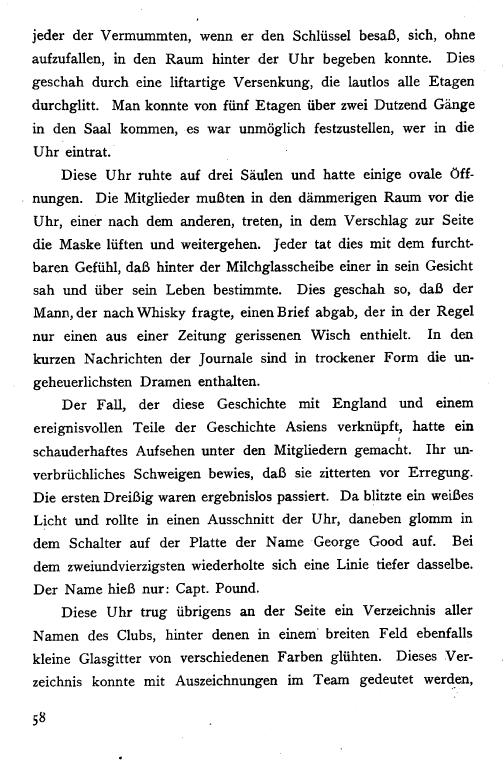 jeder der Vermummten, wenn er den Schlüssel besaß, sich, ohne
aufzufallen, in den Raum hinter der Uhr begeben konnte. Dies
geschah durch eine liftartige Versenkung, die lautlos alle Etagen
durchglitt. Man konnte von fünf Etagen über zwei Dutzend Gänge
in den Saal kommen, es war unmöglich festzustellen, wer in die
Uhr eintrat.
Diese Uhr ruhte auf drei Säulen und hatte einige ovale Öff-
nungen. Die Mitglieder mußten in den dämmerigen Raum vor die
Uhr, einer nach dem anderen, treten, in dem Verschlag zur Seite
die Maske lüften und weitergehen. Jeder tat dies mit dem furcht-
baren Gefühl, daß hinter der Milchglasscheibe einer in sein Gesicht
sah und über sein Leben bestimmte. Dies geschah so, daß der
Mann, der nach Whisky fragte, einen Brief abgab, der in der Regel
nur einen aus einer Zeitung gerissenen Wisch enthielt. In den
kurzen Nachrichten der Journale sind in trockener Form die un-
geheuerlichsten Dramen enthalten.
Der Fall, der diese Geschichte mit England und einem
ereignisvollen Teile der Geschichte Asiens verknüpft, hatte ein
schauderhaftes Aufsehen unter den Mitgliedern gemacht. Ihr un-
verbrüchliches Schweigen bewies, daß sie zitterten vor Erregung.
Die ersten Dreißig waren ergebnislos passiert. Da blitzte ein weißes
Licht und rollte in einen Ausschnitt der Uhr, daneben glomm in
dem Schalter auf der Platte der Name George Good auf. Bei
dem zweiundvierzigsten wiederholte sich eine Linie tiefer dasselbe.
Der Name hieß nur: Capt. Pound.
Diese Uhr trug übrigens an der Seite ein Verzeichnis aller
Namen des Clubs, hinter denen in einem breiten Feld ebenfalls
kleine Glasgitter von verschiedenen Farben glühten. Dieses Ver-
zeichnis konnte mit Auszeichnungen im Team gedeutet werden,
58